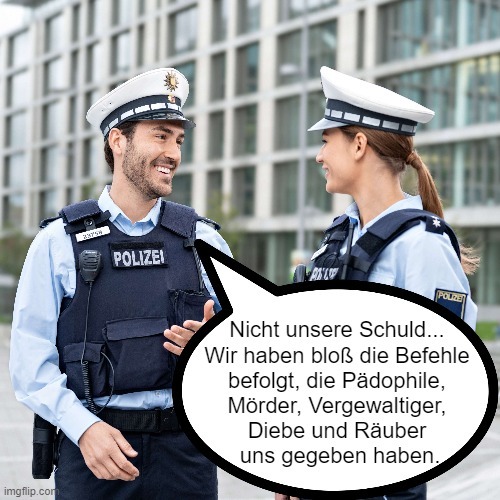 POLIZEI
POLIZEI
Nicht unsere Schuld...
Wir haben bloß die Befehle
befolgt, die Pädophile,
Mörder, Vergewaltiger,
Diebe und Räuber
uns gegeben haben.
imgflip.com